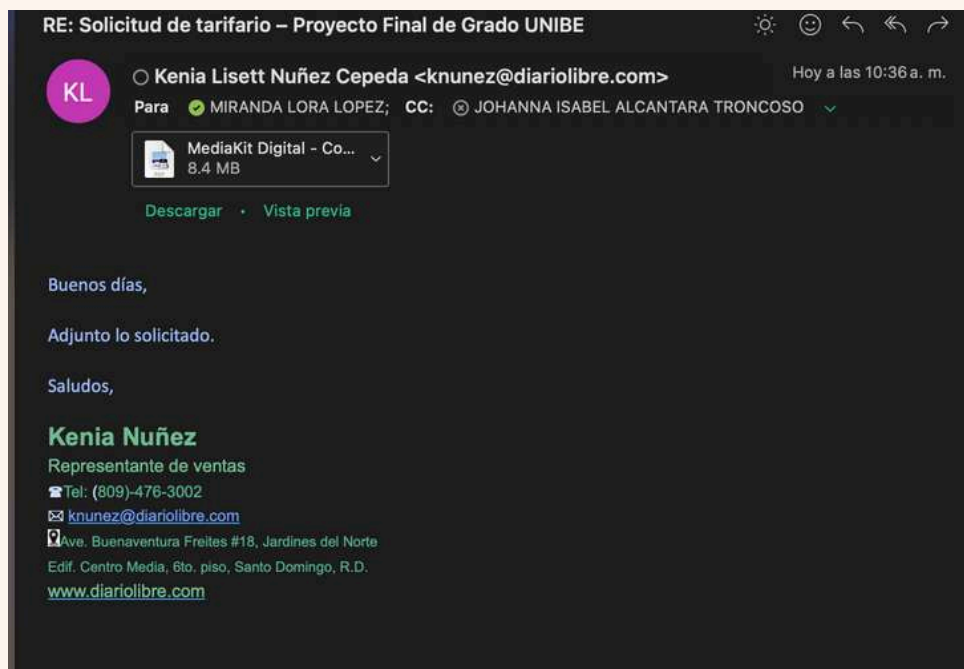 RE: Solicitud de tarifario – Proyecto Final de Grado UNIBE
KL
Kenia Lisett Nuñez Cepeda <knunez@diariolibre.com>
Hoy a las 10:36 a. m.
Para MIRANDA LORA LOPEZ; CC: JOHANNA ISABEL ALCANTARA TRONCOSO
MediaKit Digital - Co...
8.4 MB
Descargar · Vista previa
Buenos días,
Adjunto lo solicitado.
Saludos,
Kenia Nuñez
Representante de ventas
☎Tel: (809)-476-3002
✉ knunez@diariolibre.com
Ave. Buenaventura Freites #18, Jardines del Norte
Edif. Centro Media, 6to. piso, Santo Domingo, R.D.
www.diariolibre.com